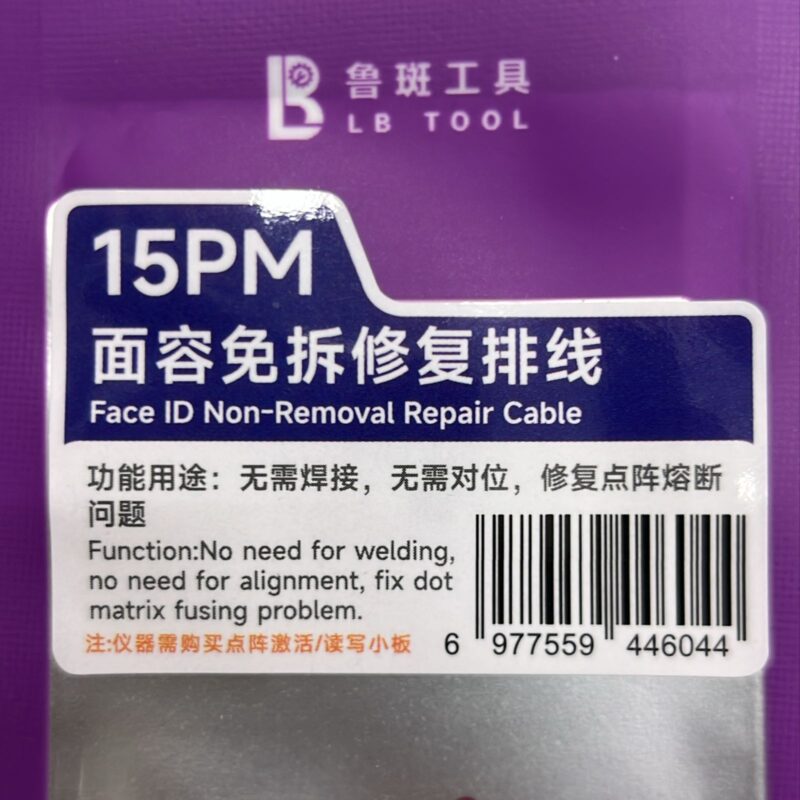 鲁班工具
LB TOOL
15PM
面容免拆修复排线
Face ID Non-Removal Repair Cable
功能用途：无需焊接，无需对位，修复点阵熔断
问题
Function:No need for welding,
no need for alignment, fix dot
matrix fusing problem.
注:仪器需购买点阵激活/读写小板
6 977559 446044